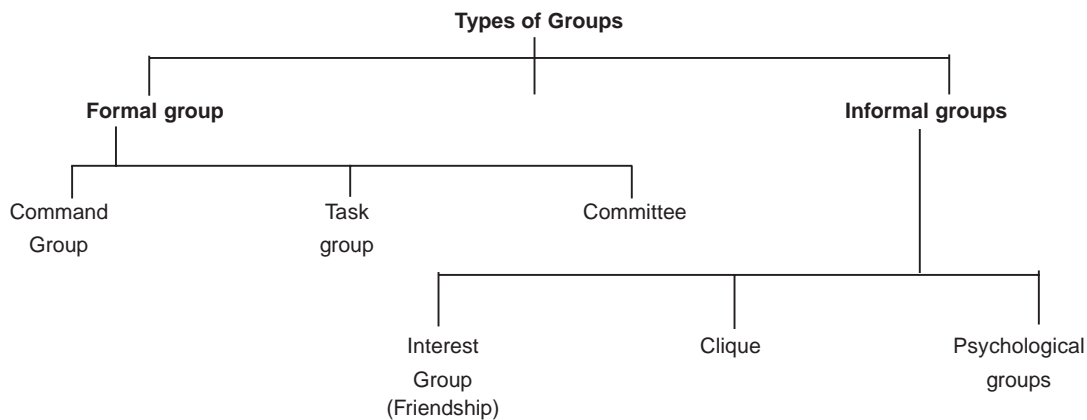 Types of Groups
Formal group
Informal groups
Command
Group
Task
group
Committee
Interest
Group
(Friendship)
Clique
Psychological
groups